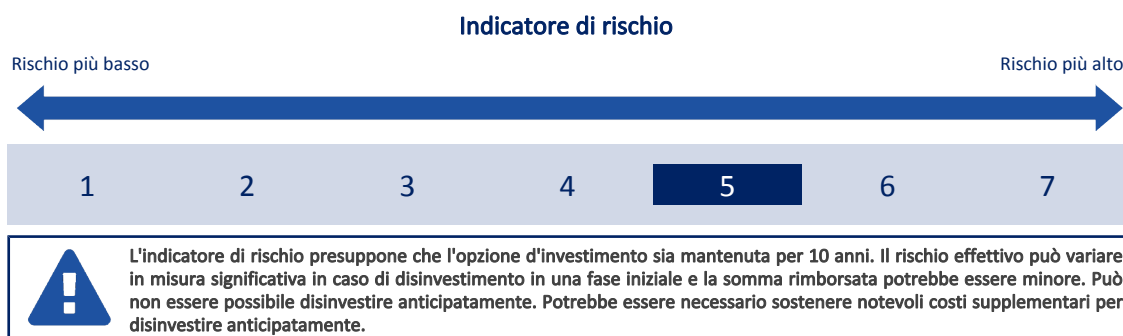 Indicatore di rischio
Rischio più basso
Rischio più alto
1 2 3 4 5 6 7
L'indicatore di rischio presuppone che l'opzione d'investimento sia mantenuta per 10 anni. Il rischio effettivo può variare
in misura significativa in caso di disinvestimento in una fase iniziale e la somma rimborsata potrebbe essere minore. Può
non essere possibile disinvestire anticipatamente. Potrebbe essere necessario sostenere notevoli costi supplementari per
disinvestire anticipatamente.